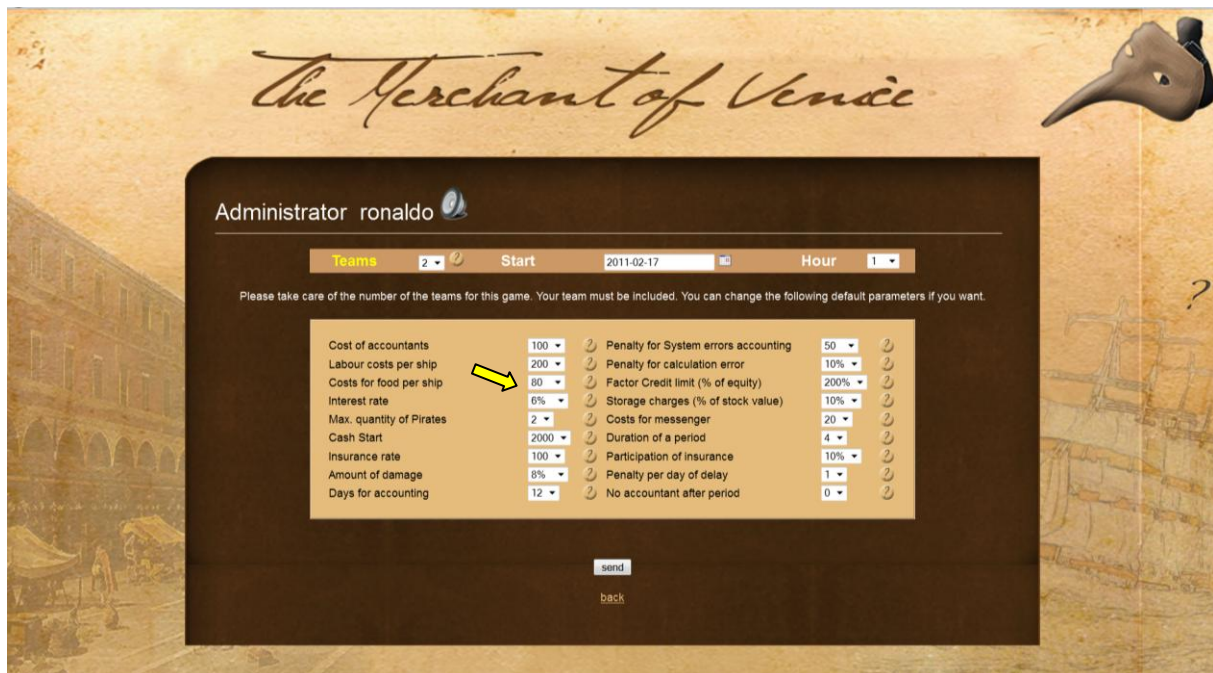 The Merchant of Venice
Administrator ronaldo
Teams 2 Start 2011-02-17 Hour 1
Please take care of the number of the teams for this game. Your team must be included. You can change the following default parameters if you want.
?
Cost of accountants 100 Penalty for System errors accounting 50
Labour costs per ship 200 Penalty for calculation error 10%
Costs for food per ship 80 Factor Credit limit (% of equity) 200%
Interest rate 6% Storage charges (% of stock value) 10%
Max. quantity of Pirates 2 Costs for messenger 20
Cash Start 2000 Duration of a period 4
Insurance rate 100 Participation of insurance 10%
Amount of damage 8% Penalty per day of delay 1
Days for accounting 12 No accountant after period 0
send
back